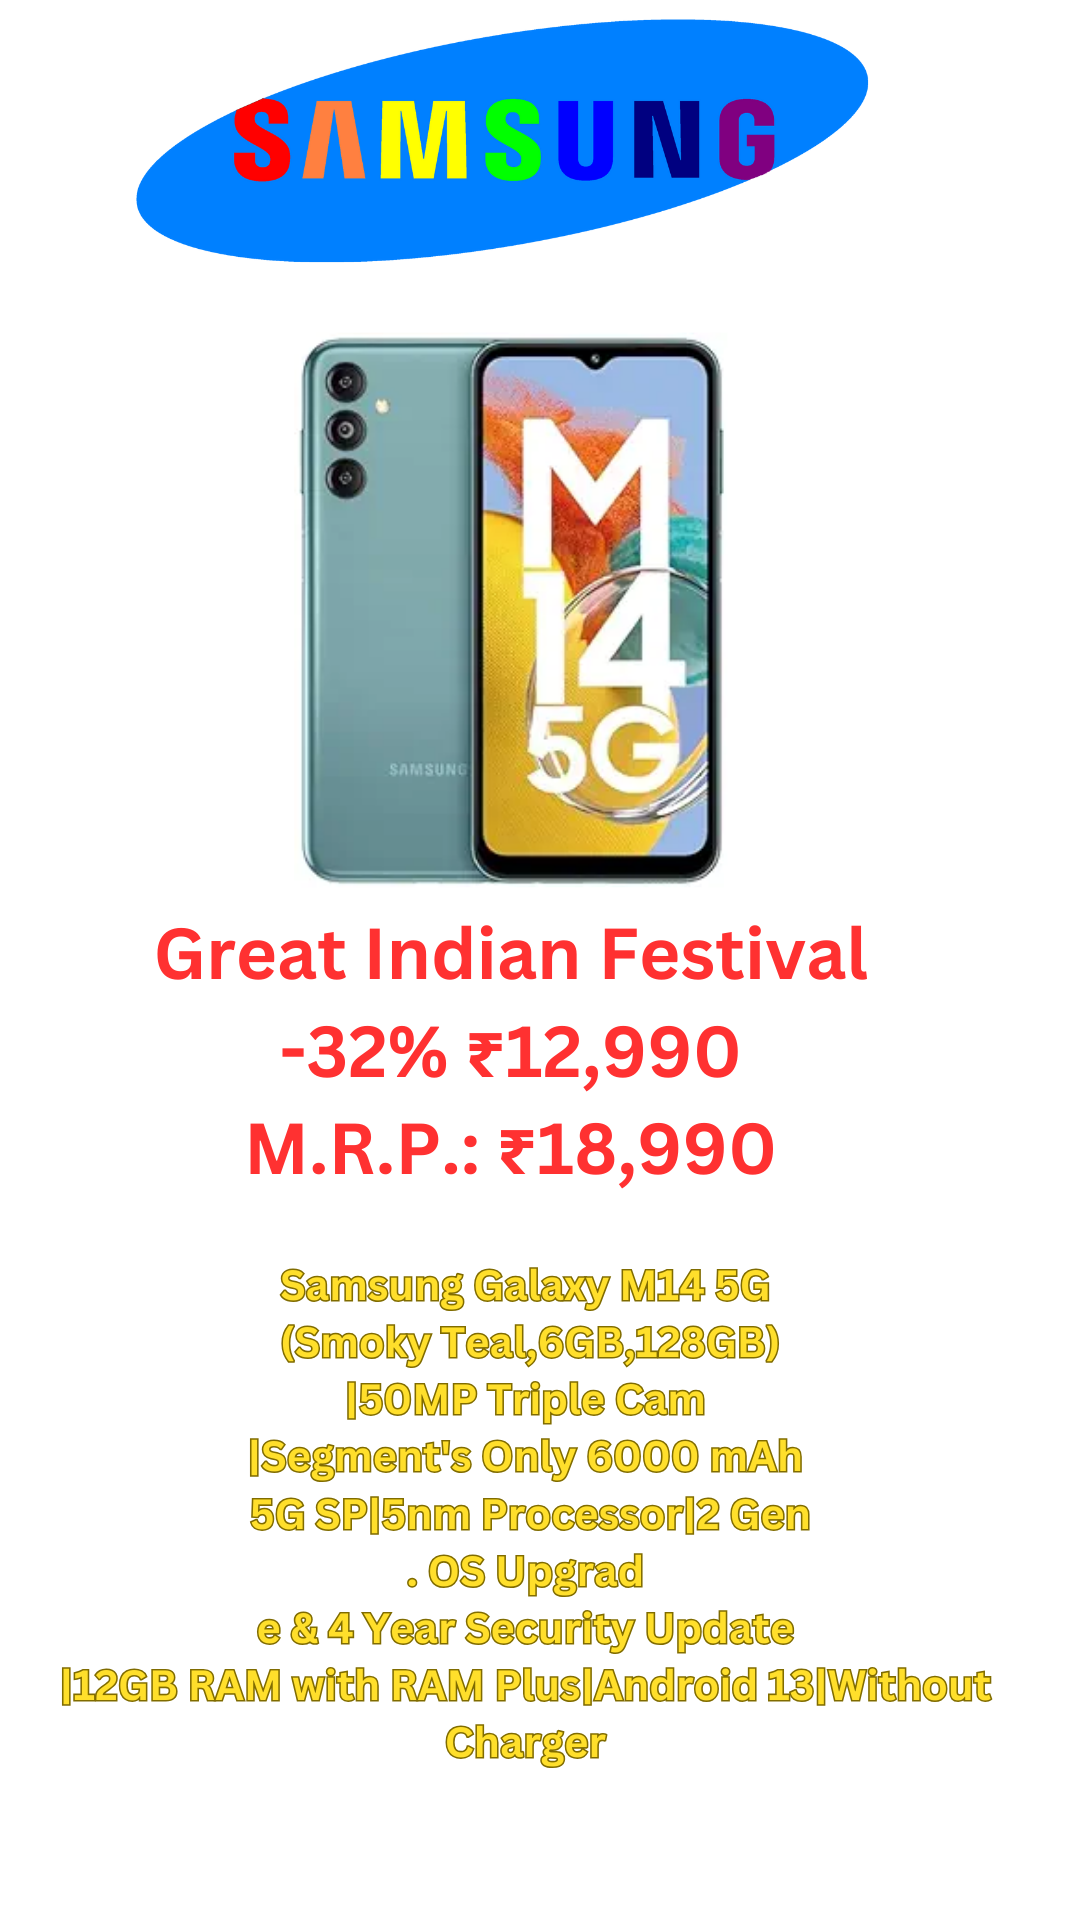 SAMSUNG
M
14
5G
SAMSUNG
Great Indian Festival
-32% ₹12,990
M.R.P.: ₹18,990
Samsung Galaxy M14 5G
(Smoky Teal,6GB,128GB)
|50MP Triple Cam
|Segment's Only 6000 mAh
5G SP|5nm Processor|2 Gen
. OS Upgrad
e & 4 Year Security Update
|12GB RAM with RAM Plus|Android 13|Without
Charger